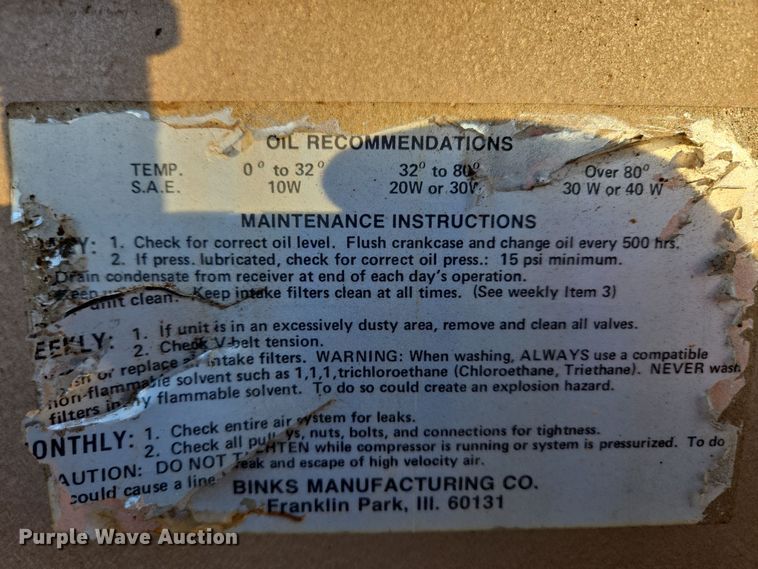 OIL RECOMMENDATIONS
TEMP. 0° to 32° 32° to 80° Over 80°
S.A.E. 10W 20W or 30W 30 W or 40 W
MAINTENANCE INSTRUCTIONS
Y: 1. Check for correct oil level. Flush crankcase and change oil every 500 hrs.
2. If press. lubricated, check for correct oil press.: 15 psi minimum.
Drain condensate from receiver at end of each day's operation.
Keep unit clean. Keep intake filters clean at all times. (See weekly Item 3)
EEKLY: 1. If unit is in an excessively dusty area, remove and clean all valves.
2. Check V-belt tension.
or replace air intake filters. WARNING: When washing, ALWAYS use a compatible
non-flammable solvent such as 1,1,1,trichloroethane (Chloroethane, Triethane). NEVER wash
filters in any flammable solvent. To do so could create an explosion hazard.
ONTHLY: 1. Check entire air system for leaks.
2. Check all pulleys, nuts, bolts, and connections for tightness.
AUTION: DO NOT TIGHTEN while compressor is running or system is pressurized. To do
could cause a line break and escape of high velocity air.
BINKS MANUFACTURING CO.
Franklin Park, Ill. 60131
Purple Wave Auction